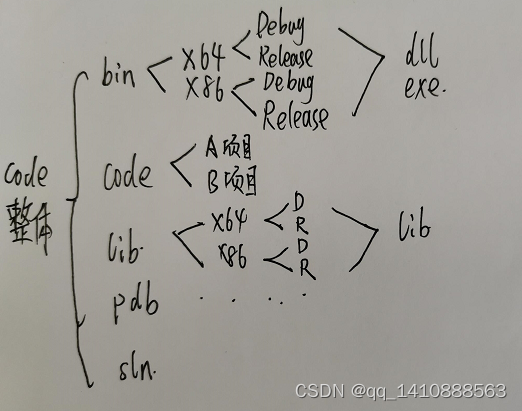 Debug
x64
Release
dll
bin
x86
Debug
exe.
Release
A项目
code
code
B项目
整体
x64
D
R
lib
lib.
x86
D
R
pdb
. . . .
sln.
CSDN @qq_1410888563